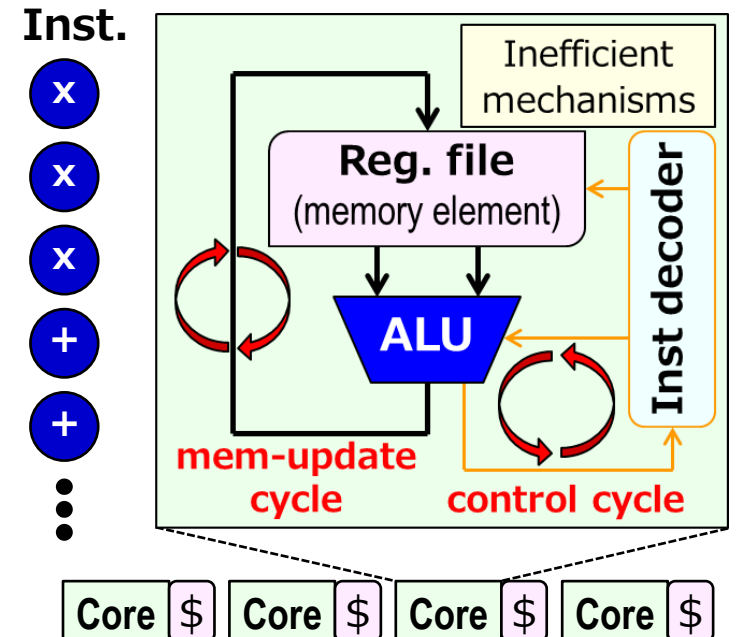 Inst.
x
x
x
+
+
Inefficient
mechanisms
Reg. file
(memory element)
ALU
Inst decoder
mem-update
cycle
control cycle
Core $ Core $ Core $ Core $